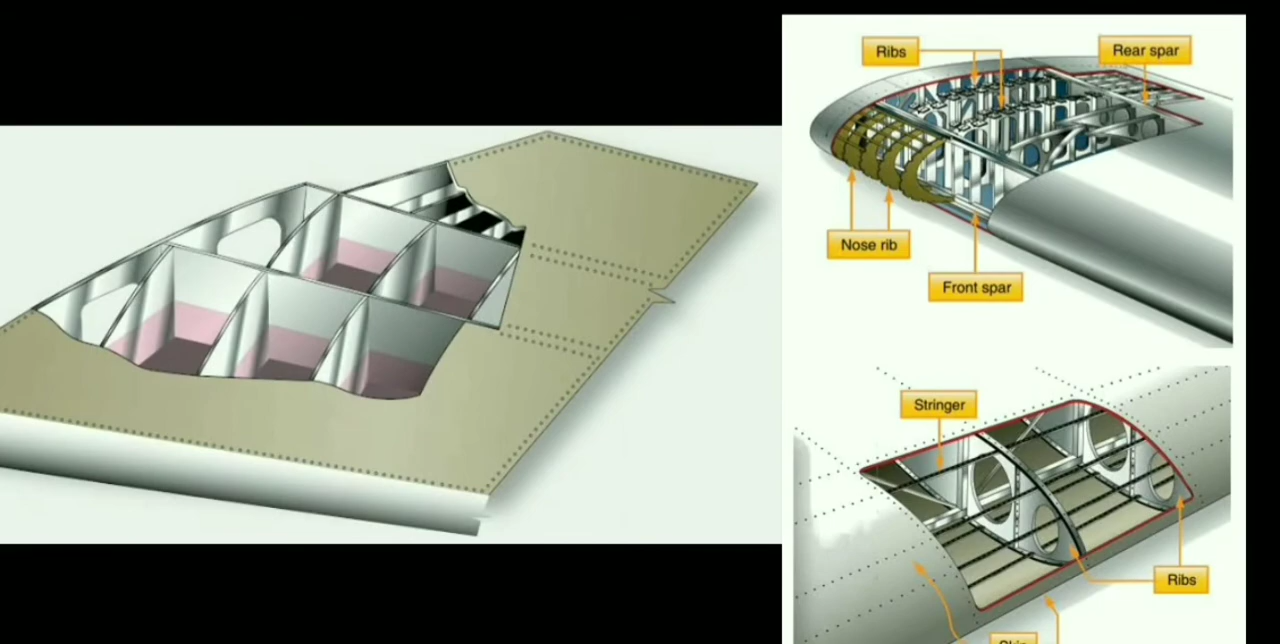 Ribs
Rear spar
Nose rib
Front spar
Stringer
Ribs